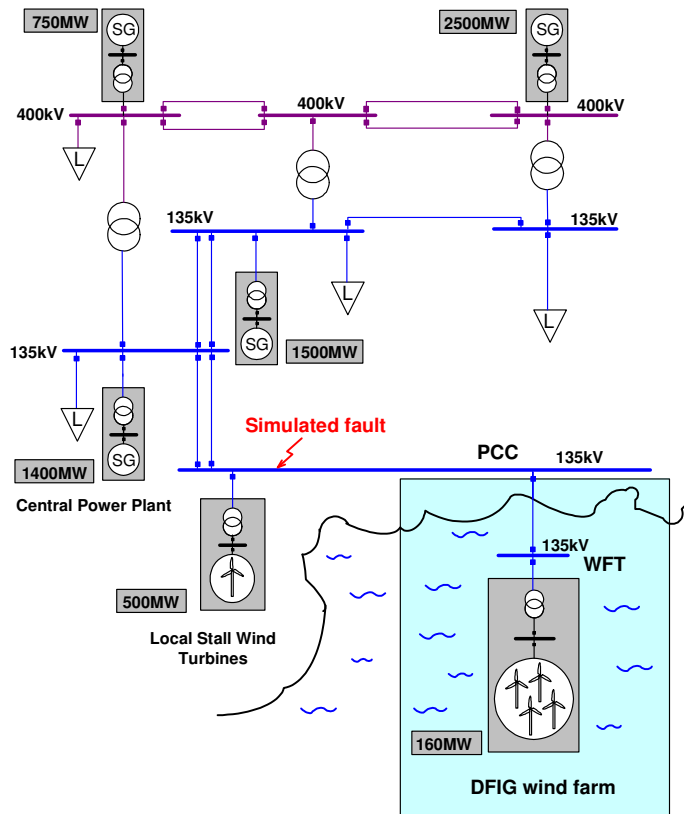 750MW
SG
2500MW
SG
400kV
400kV
400kV
L
135kV
135kV
L
L
SG
1500MW
135kV
L
1400MW
SG
Central Power Plant
Simulated fault
PCC
135kV
135kV
WFT
500MW
Local Stall Wind
Turbines
160MW
DFIG wind farm